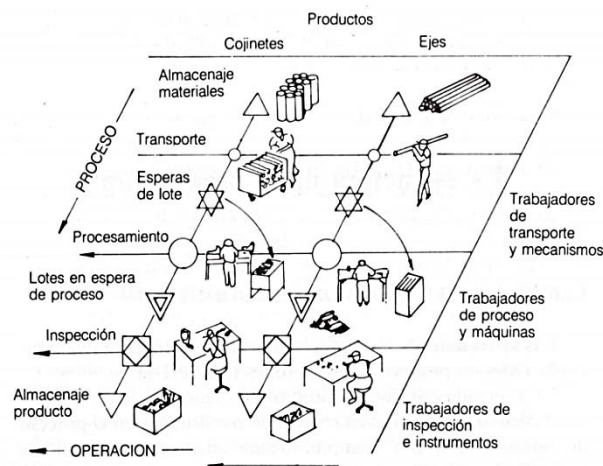 Productos
Cojinetes
Ejes
Almacenaje
materiales
Transporte
Esperas
de lote
Procesamiento
Lotes en espera
de proceso
Inspección
Almacenaje
producto
PROCESO
OPERACION
Trabajadores
de
transporte
y mecanismos
Trabajadores
de proceso
y máquinas
Trabajadores de
inspección
e instrumentos